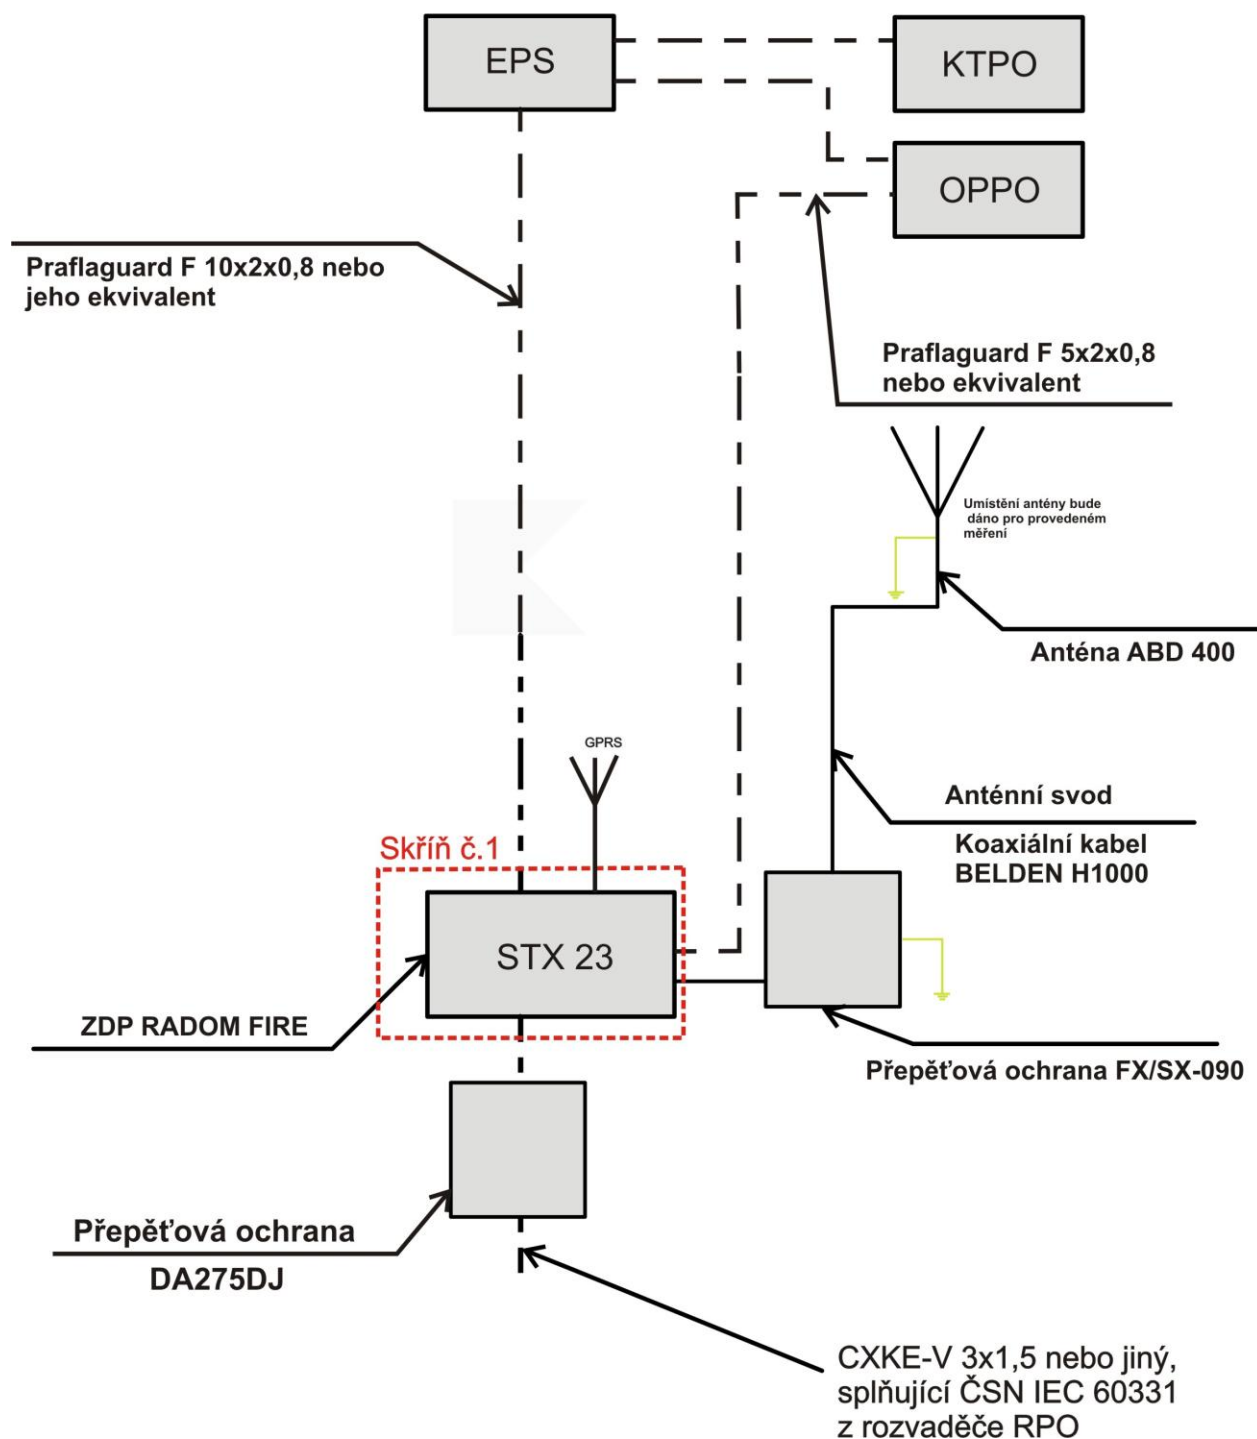 EPS
KTPO
OPPO
Praflaguard F 10x2x0,8 nebo
jeho ekvivalent
Praflaguard F 5x2x0,8
nebo ekvivalent
Umístění antény bude
dáno pro provedeném
měření
Anténa ABD 400
GPRS
Anténní svod
Koaxiální kabel
BELDEN H1000
Skříň č.1
STX 23
ZDP RADOM FIRE
Přepěťová ochrana FX/SX-090
Přepěťová ochrana
DA275DJ
CXKE-V 3x1,5 nebo jiný,
splňující ČSN IEC 60331
z rozvaděče RPO